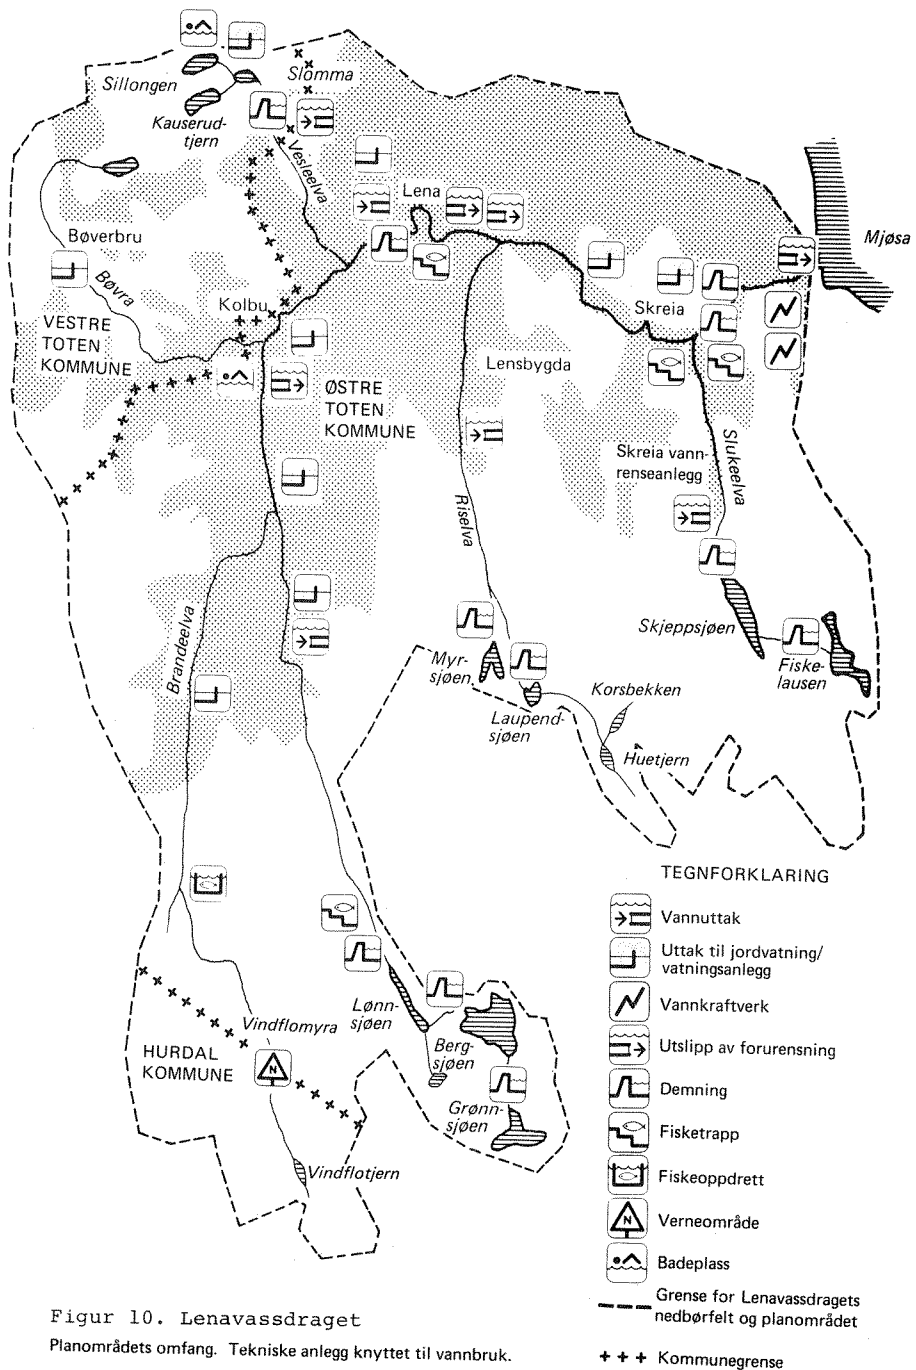 Sillongen
Slomma
Kauserud-
tjern
Vesleelva
Lena
Mjøsa
Bøverbru
Bøvra
Kolbu
Skreia
VESTRE
TOTEN
KOMMUNE
Lensbygda
ØSTRE
TOTEN
KOMMUNE
Skreia vann-
renseanlegg
Slukeelva
Riselva
Brandeelva
Skjeppsjøen
Fiske-
lausen
Myr-
sjøen
Laupend-
sjøen
Korsbekken
Huetjern
Lønn-
sjøen
Berg-
sjøen
Grønn-
sjøen
Vindflomyra
HURDAL
KOMMUNE
N
Vindflotjern
TEGNFORKLARING
Vannuttak
Uttak til jordvatning/
vatningsanlegg
Vannkraftverk
Utslipp av forurensning
Demning
Fisketrapp
Fiskeoppdrett
N
Verneområde
Badeplass
Grense for Lenavassdragets
nedbørfelt og planområdet
Kommunegrense
Figur 10. Lenavassdraget
Planområdets omfang. Tekniske anlegg knyttet til vannbruk.